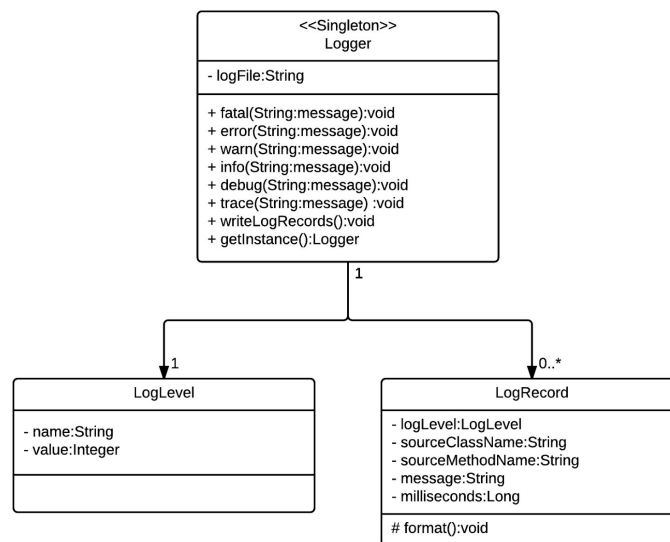 <<Singleton>>
Logger
- logFile:String
+ fatal(String:message):void
+ error(String:message):void
+ warn(String:message):void
+ info(String:message):void
+ debug(String:message):void
+ trace(String:message) :void
+ writeLogRecords():void
+ getInstance():Logger
1
1
0..*
LogLevel
- name:String
- value:Integer
LogRecord
- logLevel:LogLevel
- sourceClassName:String
- sourceMethodName:String
- message:String
- milliseconds:Long
# format():void